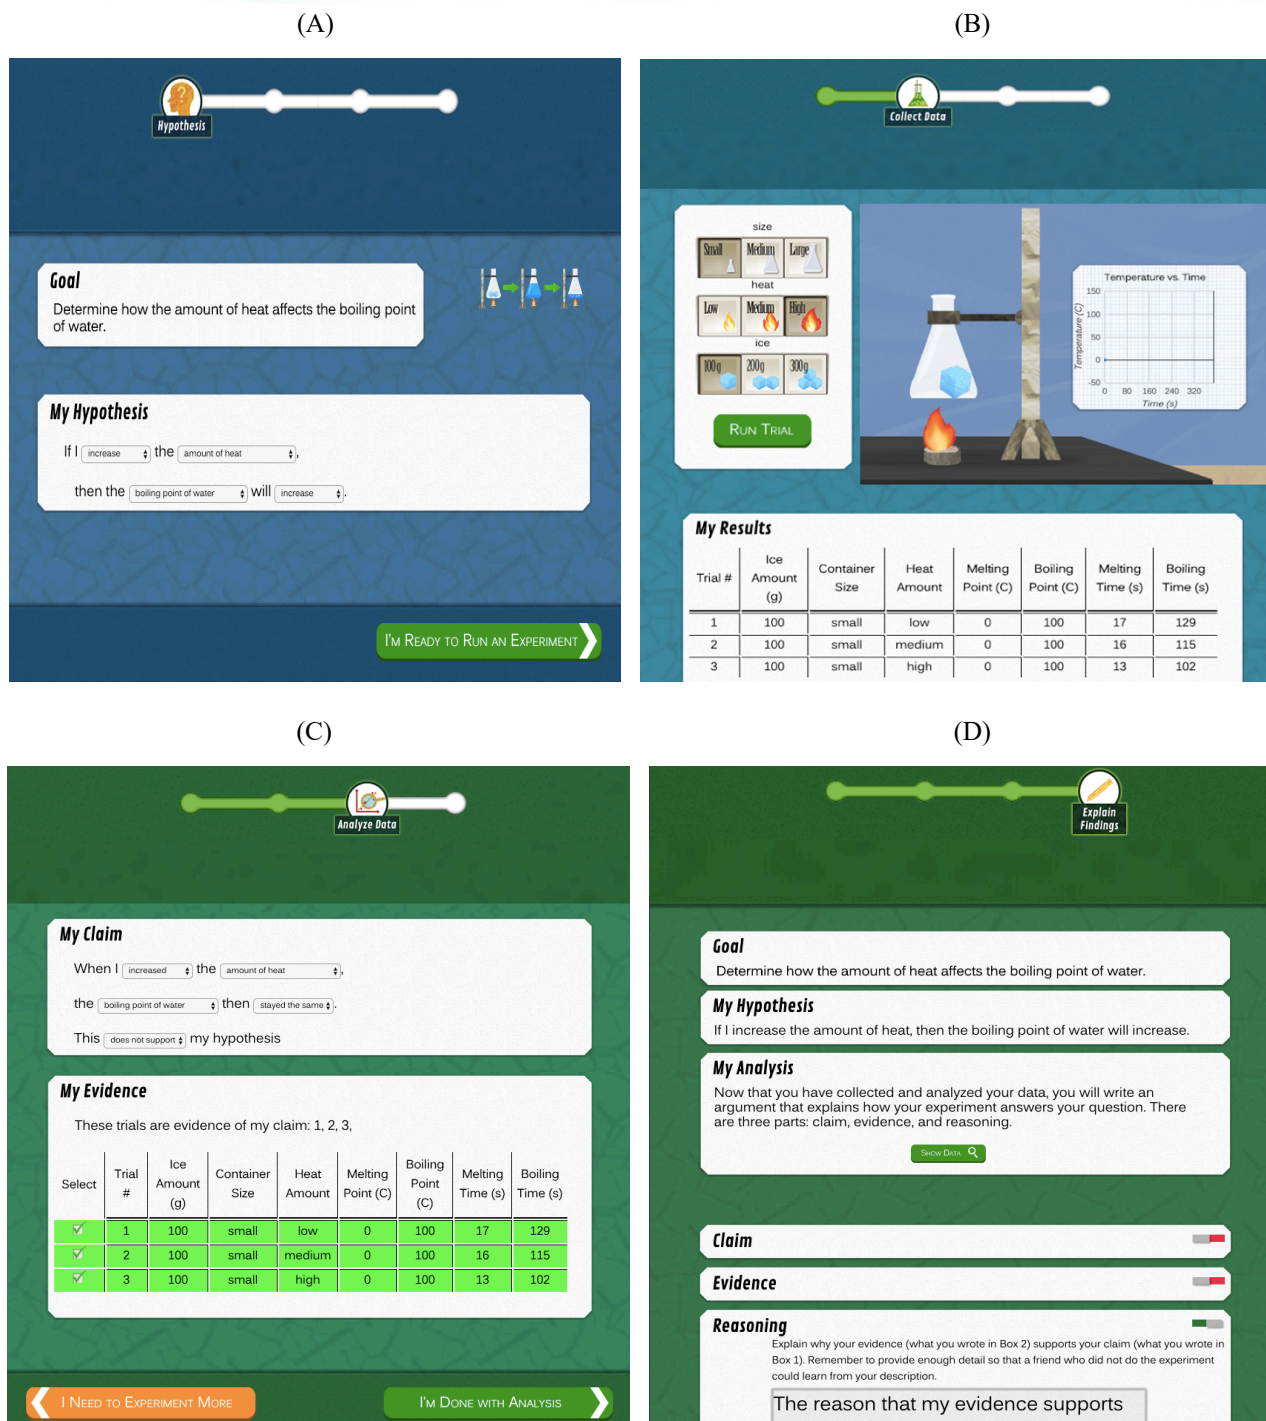 (A)
(B)
Hypothesis
Goal
Determine how the amount of heat affects the boiling point
of water.
My Hypothesis
If I increase the amount of heat,
then the boiling point of water will increase.
I'm Ready to Run an Experiment
Collect Data
size
Small Medium Large
heat
Low Medium High
ice
100g 200g 300g
Run Trial
Temperature vs. Time
150
100
50
0
-50
0 80 160 240 320
Temperature (C)
Time (s)
My Results
Trial # Ice Amount (g) Container Size Heat Amount Melting Point (C) Boiling Point (C) Melting Time (s) Boiling Time (s)
1 100 small low 0 100 17 129
2 100 small medium 0 100 16 115
3 100 small high 0 100 13 102
(C)
(D)
Analyze Data
My Claim
When I increased the amount of heat,
the boiling point of water then stayed the same.
This does not support my hypothesis
My Evidence
These trials are evidence of my claim: 1, 2, 3,
Select Trial # Ice Amount (g) Container Size Heat Amount Melting Point (C) Boiling Point (C) Melting Time (s) Boiling Time (s)
1 100 small low 0 100 17 129
2 100 small medium 0 100 16 115
3 100 small high 0 100 13 102
I Need to Experiment More
I'm Done with Analysis
Explain
Findings
Goal
Determine how the amount of heat affects the boiling point of water.
My Hypothesis
If I increase the amount of heat, then the boiling point of water will increase.
My Analysis
Now that you have collected and analyzed your data, you will write an
argument that explains how your experiment answers your question. There
are three parts: claim, evidence, and reasoning.
Show Data
Claim
Evidence
Reasoning
Explain why your evidence (what you wrote in Box 2) supports your claim (what you wrote in
Box 1). Remember to provide enough detail so that a friend who did not do the experiment
could learn from your description.
The reason that my evidence supports